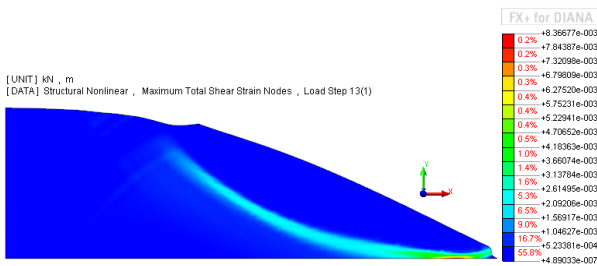 FX+ for DIANA
[UNIT] kN , m
[DATA] Structural Nonlinear , Maximum Total Shear Strain Nodes , Load Step 13(1)
+8.36677e-003
0.2%
+7.84387e-003
0.2%
+7.32098e-003
0.3%
+6.79809e-003
0.3%
+6.27520e-003
0.4%
+5.75231e-003
0.4%
+5.22941e-003
0.4%
+4.70652e-003
0.5%
+4.18363e-003
1.0%
+3.66074e-003
1.4%
+3.13784e-003
1.6%
+2.61495e-003
5.3%
+2.09206e-003
6.5%
+1.56917e-003
9.0%
+1.04627e-003
16.7%
+5.23381e-004
55.8%
+4.89033e-007
Y
X